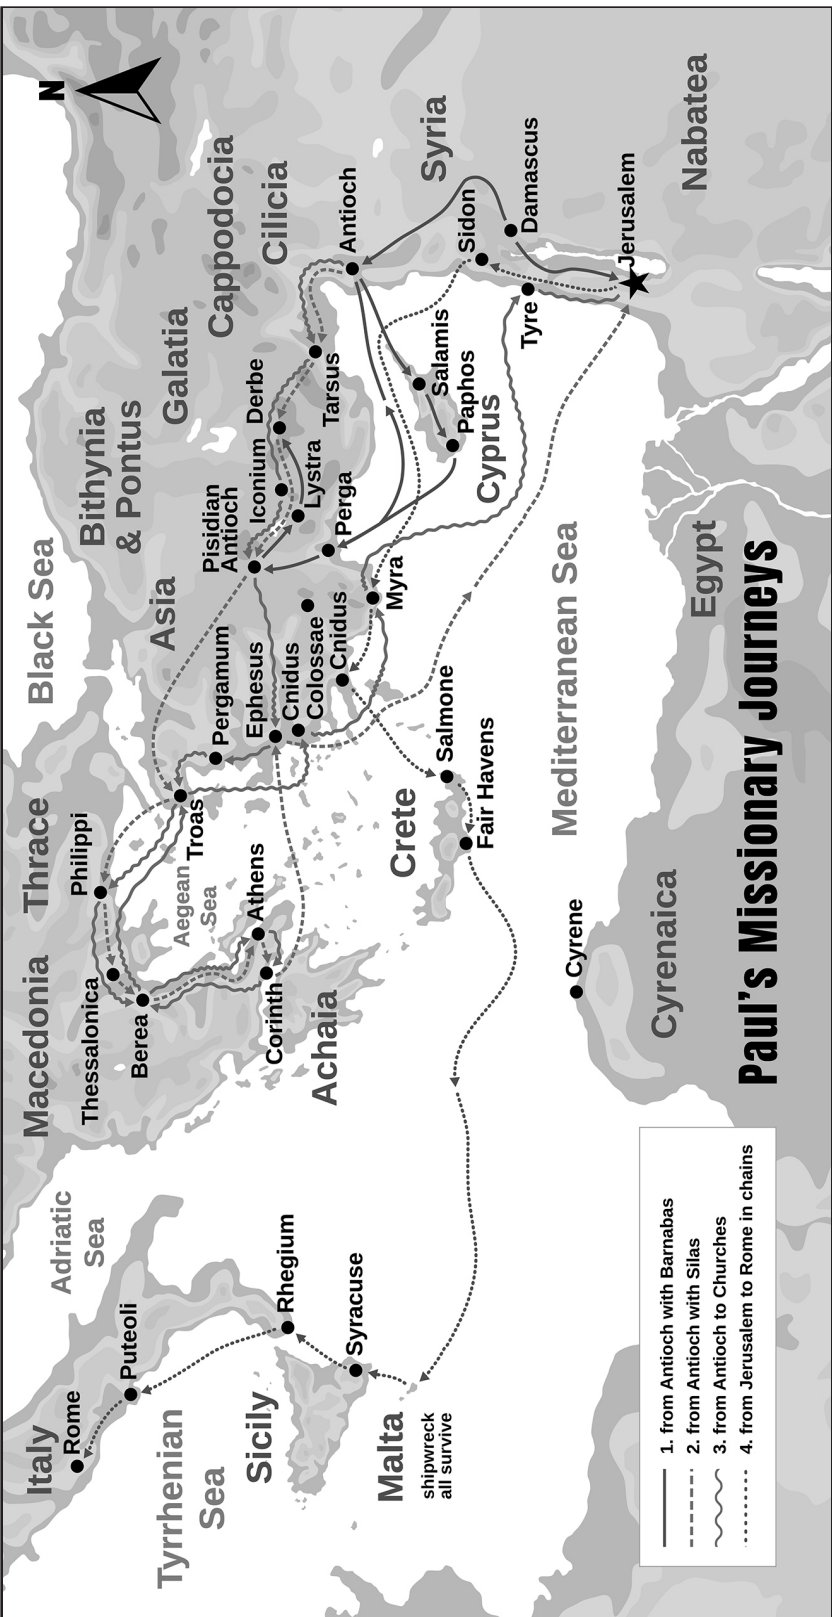 N
Black Sea
Bithynia
& Pontus
Galatia
Cappodocia
Cilicia
Syria
Nabatea
Asia
Thrace
Macedonia
Achaia
Aegean
Sea
Adriatic
Sea
Italy
Tyrrhenian
Sea
Sicily
Malta
shipwreck
all survive
Crete
Cyprus
Mediterranean Sea
Egypt
Cyrenaica
Rome
Puteoli
Rhegium
Syracuse
Philippi
Thessalonica
Berea
Athens
Corinth
Troas
Pergamum
Ephesus
Cnidus
Colossae
Cnidus
Pisidian
Antioch
Iconium
Lystra
Derbe
Tarsus
Perga
Myra
Antioch
Salamis
Paphos
Sidon
Damascus
Tyre
Jerusalem
Salmone
Fair Havens
Cyrene
Paul's Missionary Journeys
1. from Antioch with Barnabas
2. from Antioch with Silas
3. from Antioch to Churches
4. from Jerusalem to Rome in chains